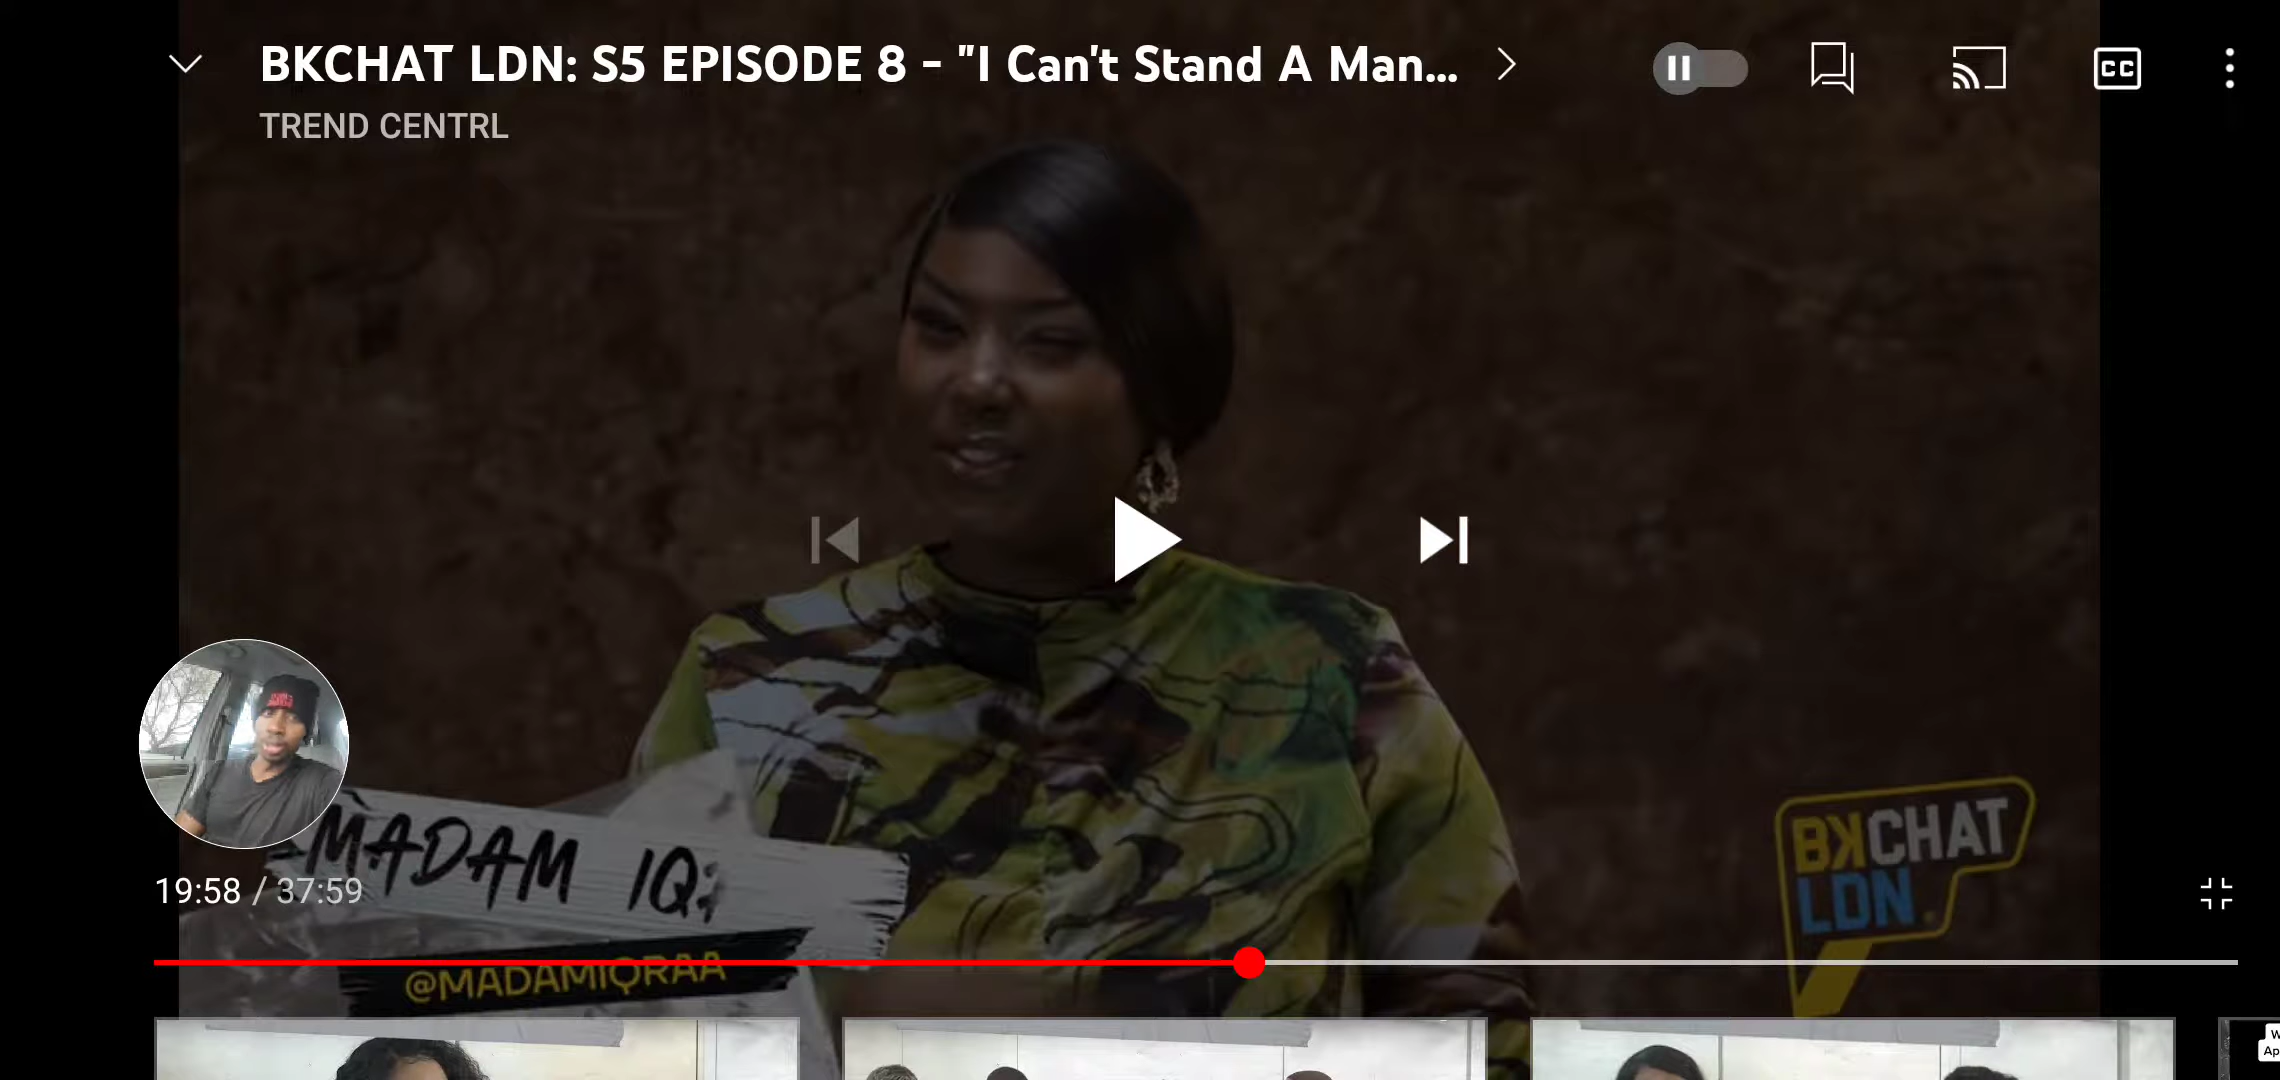 BKCHAT LDN: S5 EPISODE 8 - "I Can't Stand A Man...
TREND CENTRL
CC
MADAM IQ
19:58 / 37:59
@MADAMIQRAA
BKCHAT
LDN.